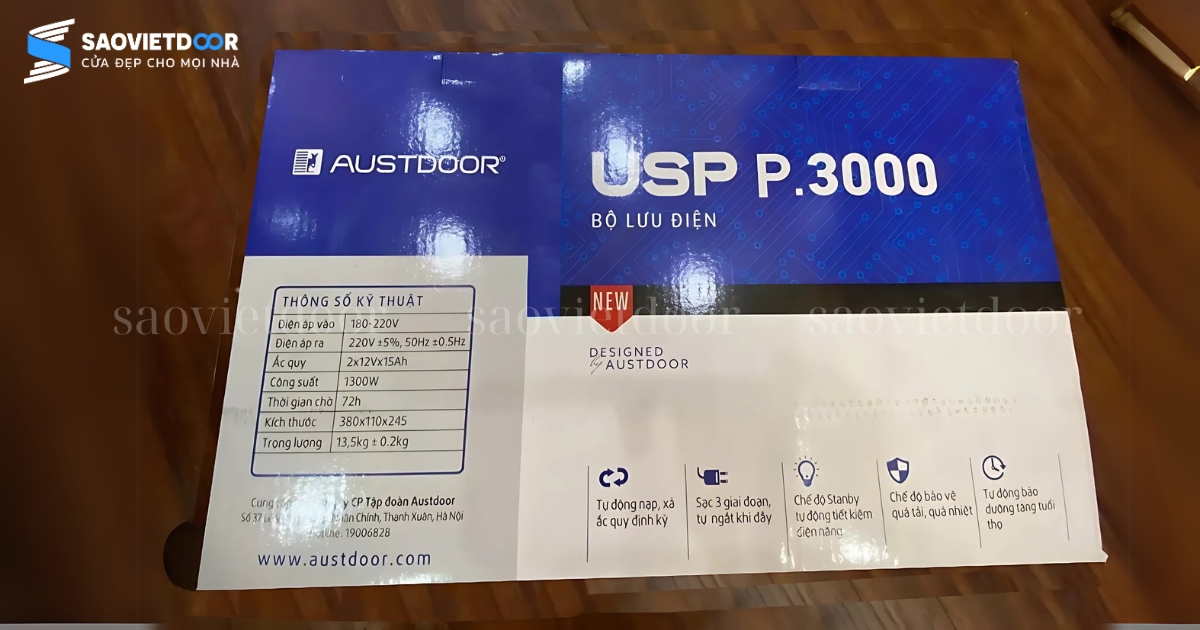 SAOVIETDOOR
CỬA ĐẸP CHO MỌI NHÀ
AUSTDOOR®
USP P.3000
BỘ LƯU ĐIỆN
NEW
DESIGNED
by AUSTDOOR
THÔNG SỐ KỸ THUẬT
Điện áp vào 180-220V
Điện áp ra 220V ±5%, 50Hz ±0.5Hz
Ắc quy 2x12Vx15Ah
Công suất 1300W
Thời gian chờ 72h
Kích thước 380x110x245
Trọng lượng 13,5kg ± 0.2kg
Cung CP Tập đoàn Austdoor
Số 37 Chính, Thanh Xuân, Hà Nội
19006828
www.austdoor.com
Tự động nạp, xả
ắc quy định kỳ
Sạc 3 giai đoạn,
tự ngắt khi đầy
Chế độ Stanby
tự động tiết kiệm
điện năng
Chế độ bảo vệ
quá tải, quá nhiệt
Tự động bảo
dưỡng tăng tuổi
thọ
saovietdoor saovietdoor saovietdoor